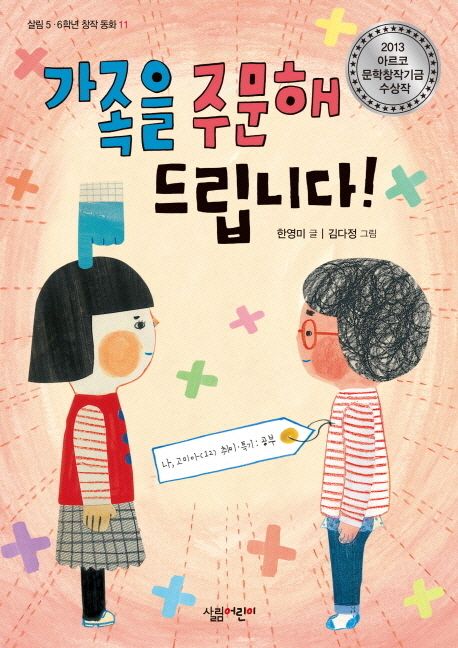 살림 5·6학년 창작 동화 11
2013
아르코
문학창작기금
수상작
가족을 주문해
드립니다!
한영미 글 | 김다정 그림
나, 고미아(12) 취미·특기 : 공부
살림어린이